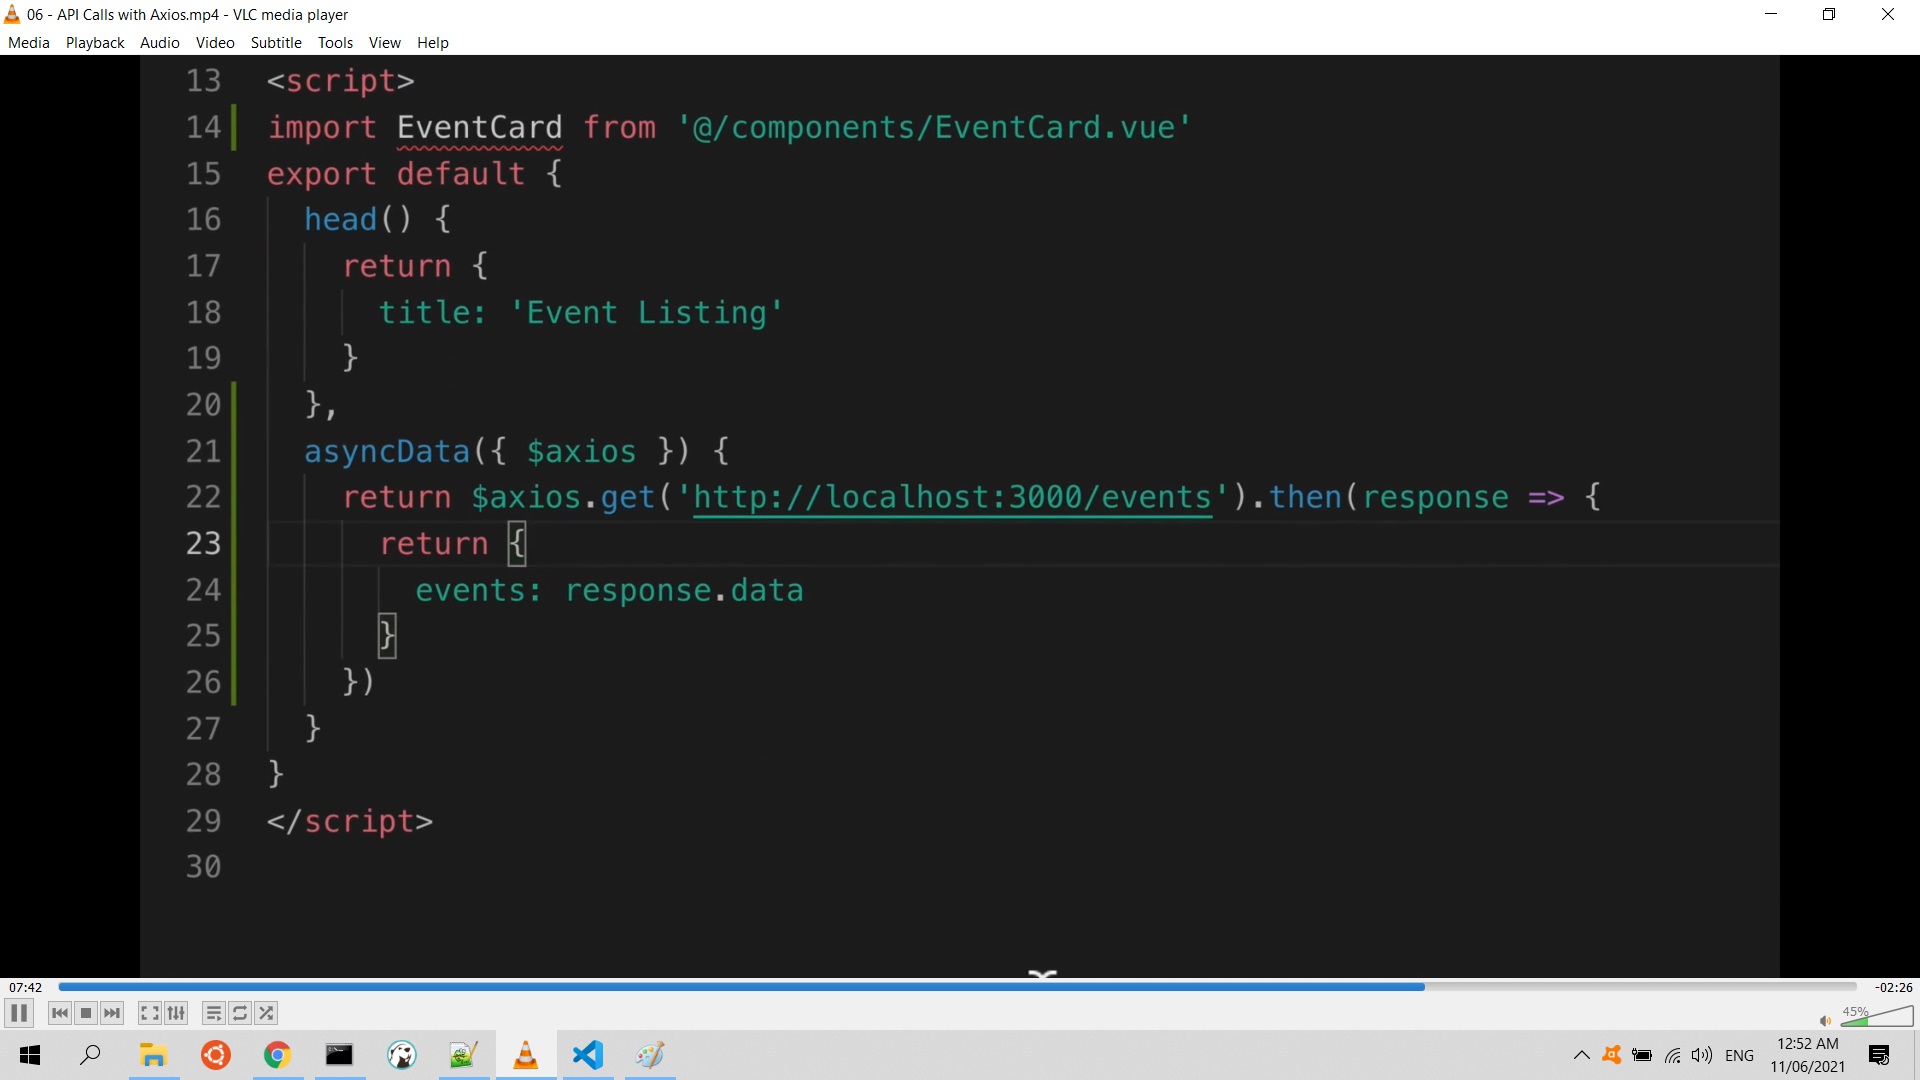 06 - API Calls with Axios.mp4 - VLC media player
Media Playback Audio Video Subtitle Tools View Help
13 <script>
14 import EventCard from '@/components/EventCard.vue'
15 export default {
16 head() {
17 return {
18 title: 'Event Listing'
19 }
20 },
21 asyncData({ $axios }) {
22 return $axios.get('http://localhost:3000/events').then(response => {
23 return {
24 events: response.data
25 }
26 })
27 }
28 }
29 </script>
30
07:42 -02:26
45%
ENG 12:52 AM
11/06/2021